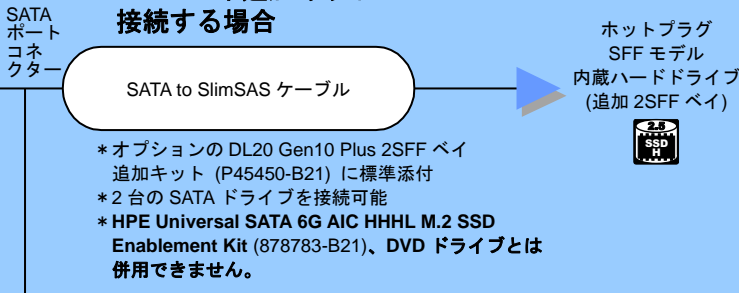 SATA
ポート
コネ
クター
接続する場合
SATA to SlimSAS ケーブル
ホットプラグ
SFF モデル
内蔵ハードドライブ
(追加 2SFF ベイ)
2.5
SSD
H
*オプションの DL20 Gen10 Plus 2SFF ベイ
追加キット (P45450-B21) に標準添付
*2 台の SATA ドライブを接続可能
*HPE Universal SATA 6G AIC HHHL M.2 SSD
Enablement Kit (878783-B21)、DVD ドライブとは
併用できません。